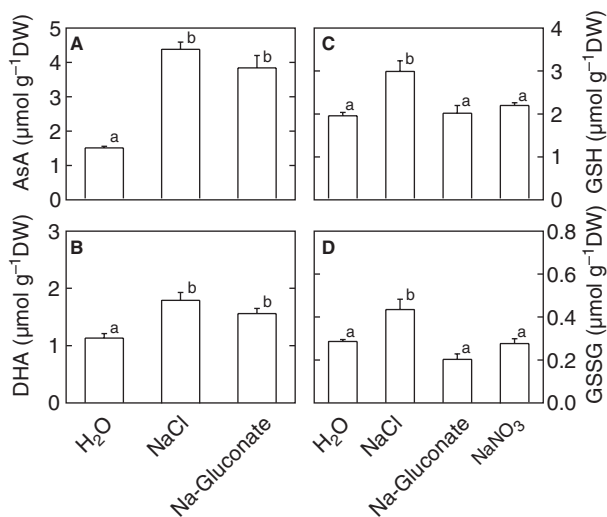 A
AsA (µmol g⁻¹DW)
5
4
3
2
1
0
a
b
b
C
GSH (µmol g⁻¹DW)
4
3
2
1
0
a
b
a
a
B
DHA (µmol g⁻¹DW)
3
2
1
0
a
b
b
H₂O
NaCl
Na-Gluconate
D
GSSG (µmol g⁻¹DW)
0.8
0.6
0.4
0.2
0.0
a
b
a
a
H₂O
NaCl
Na-Gluconate
NaNO₃